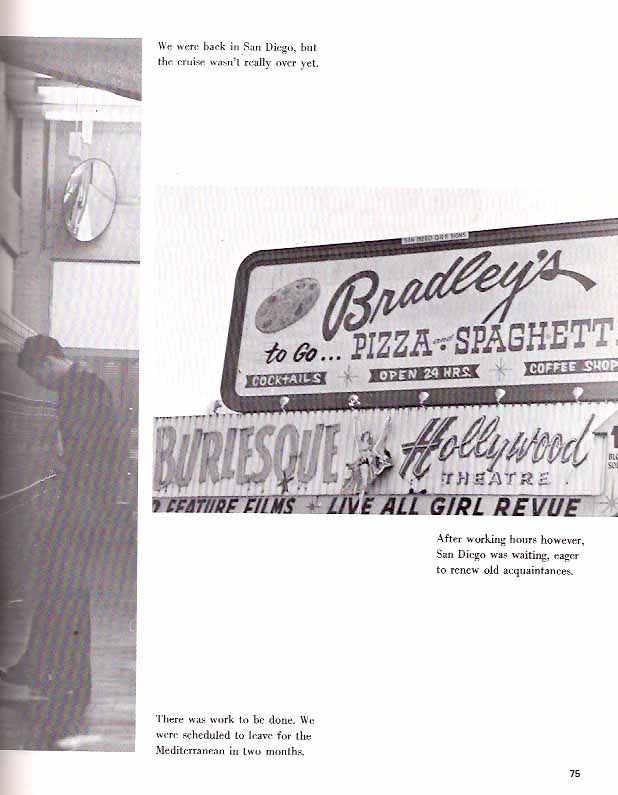 We were back in San Diego, but
the cruise wasn't really over yet.
SAN DIEGO SIGNS
Bradley's
to Go... PIZZA and SPAGHETTI
COCKTAILS OPEN 24 HRS. COFFEE SHOP
BURLESQUE Hollywood
THEATRE
2 FEATURE FILMS LIVE ALL GIRL REVUE
After working hours however,
San Diego was waiting, eager
to renew old acquaintances.
There was work to be done. We
were scheduled to leave for the
Mediterranean in two months.
75